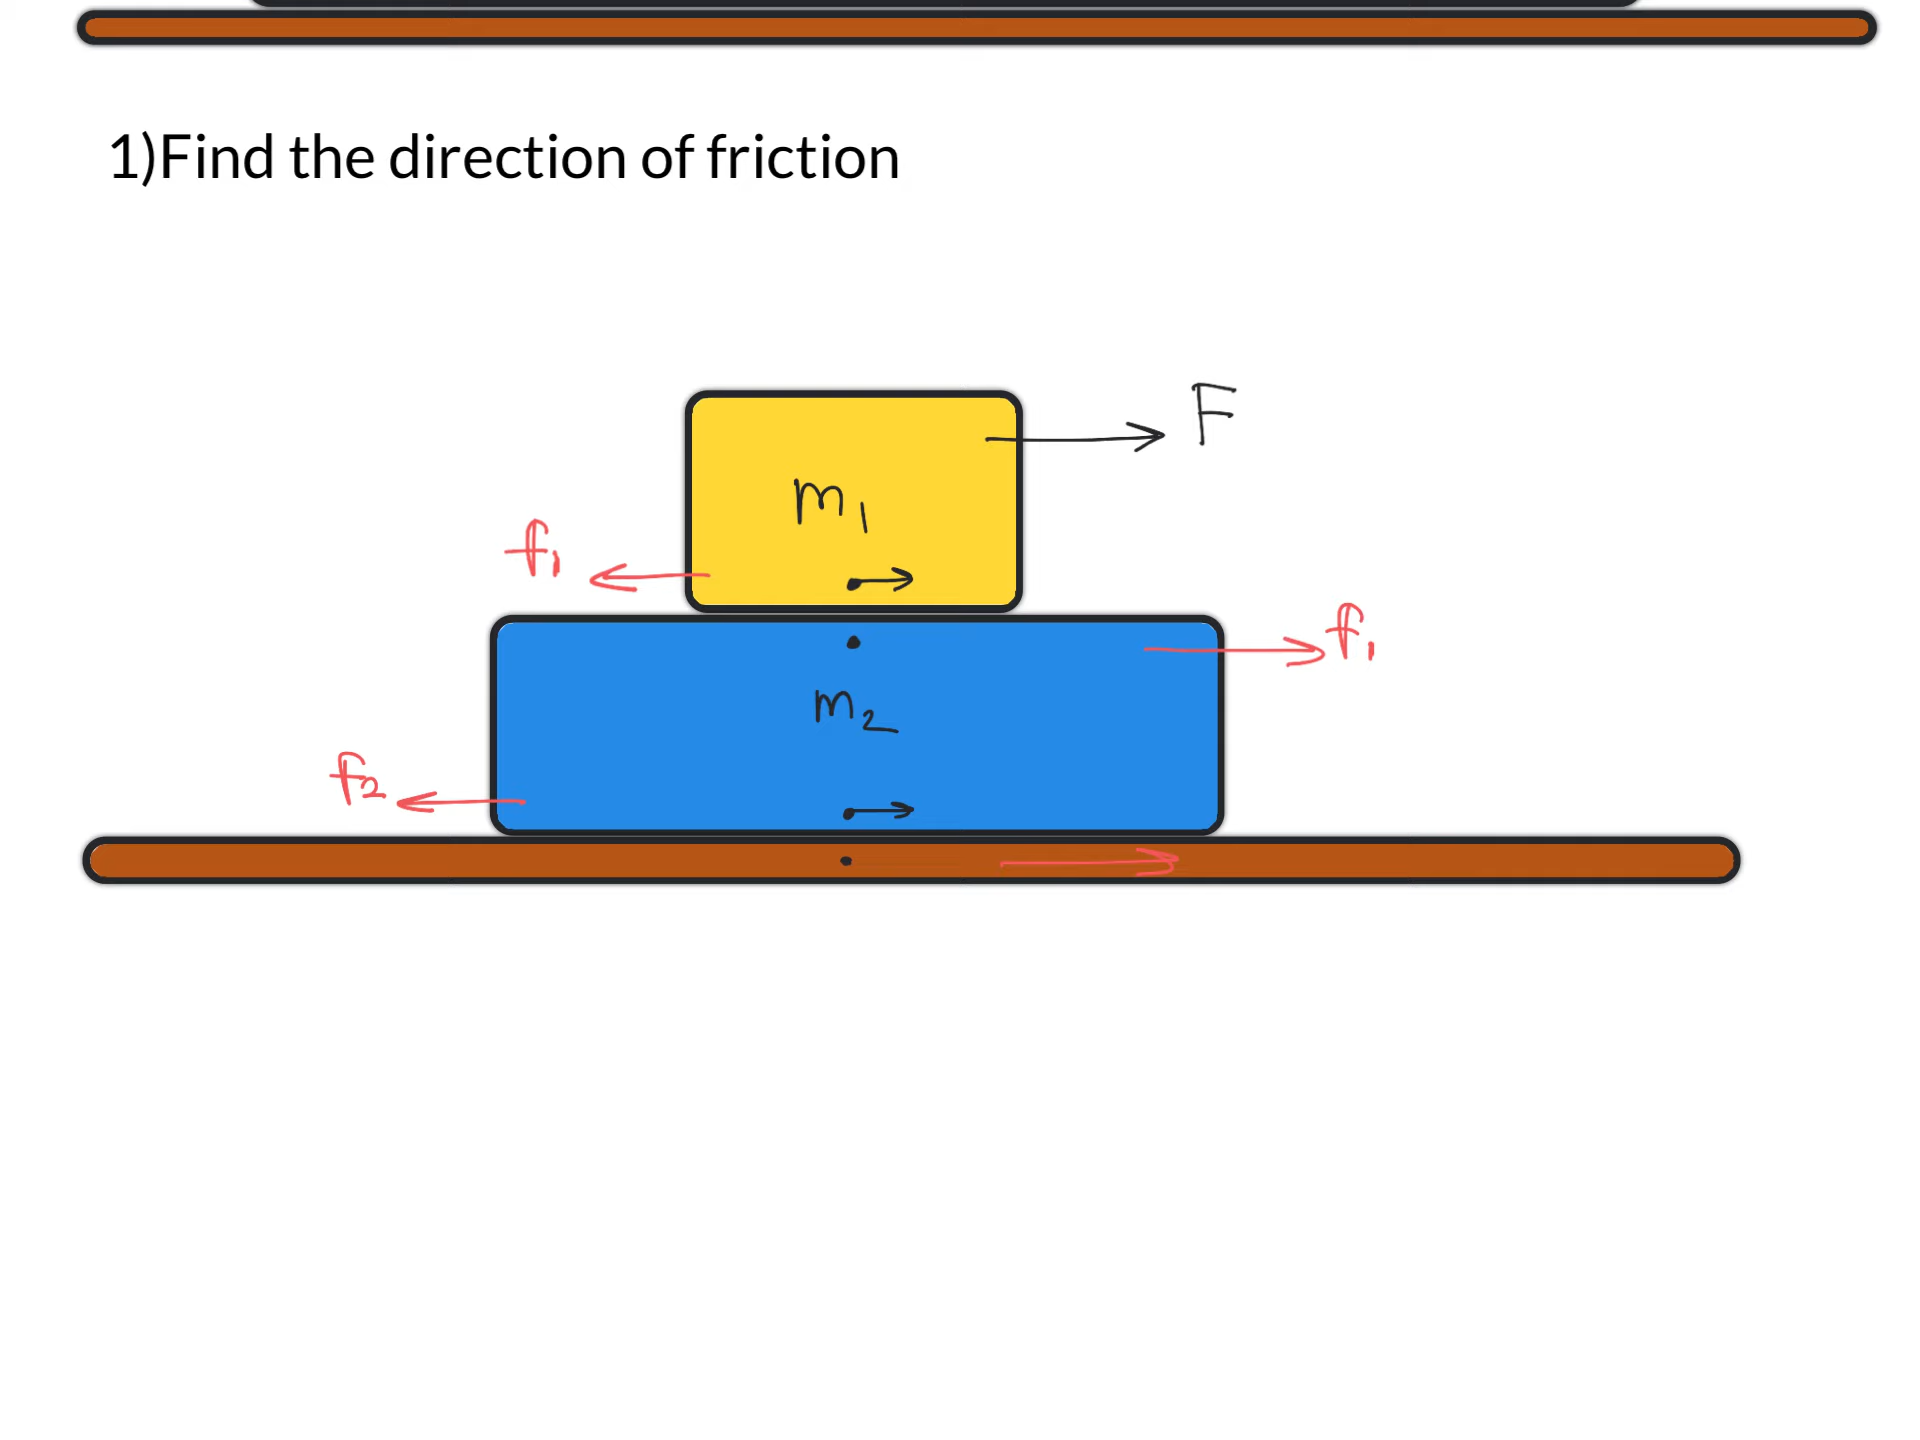 1)Find the direction of friction
F
m₁
f₁
f₁
m₂
f₂